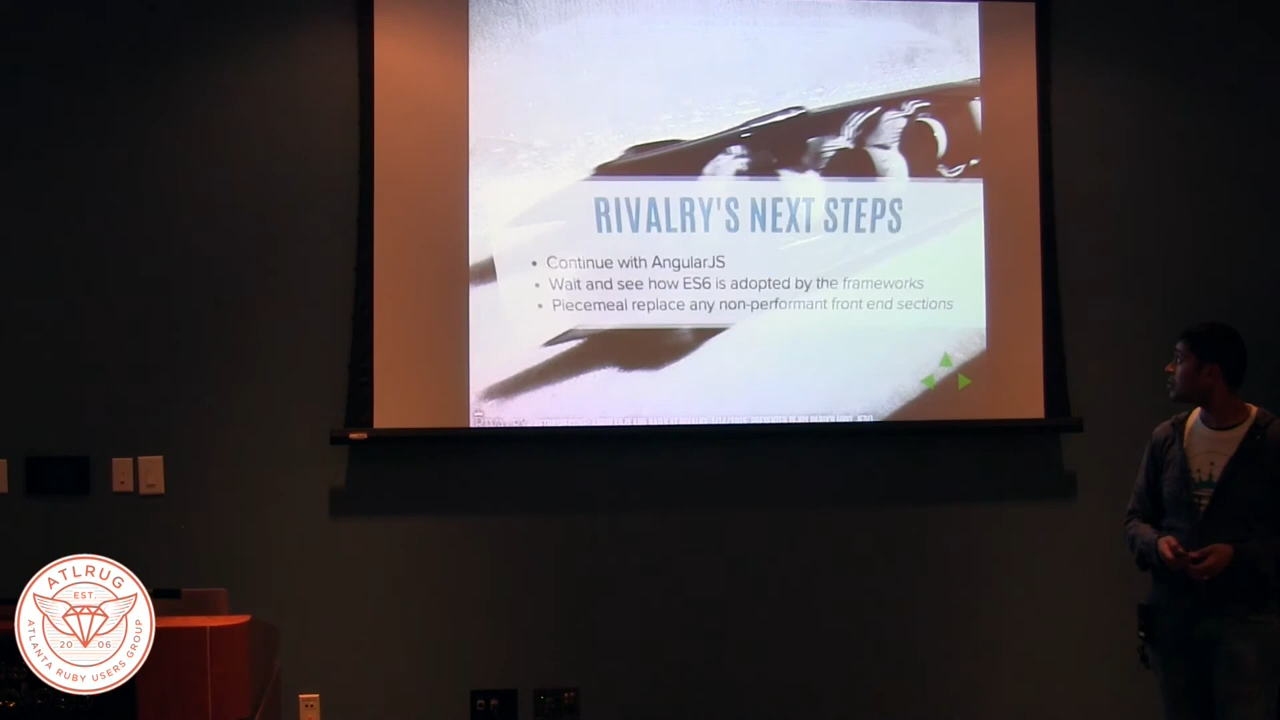 RIVALRY'S NEXT STEPS
• Continue with AngularJS
• Wait and see how ES6 is adopted by the frameworks
• Piecemeal replace any non-performant front end sections
ATLRUG
EST.
20 06
ATLANTA RUBY USERS GROUP